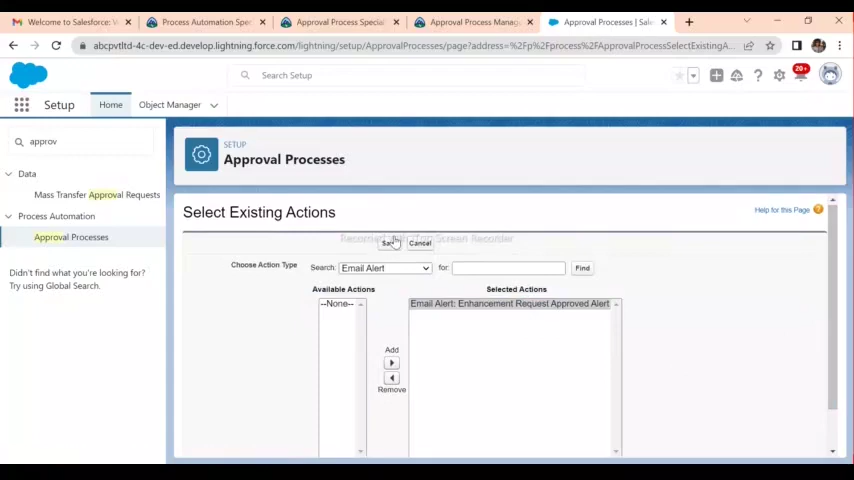 Welcome to Salesforce: V
Process Automation Spe
Approval Process Special
Approval Process Manag
Approval Processes | Sale
abcpvtltd-4c-dev-ed.develop.lightning.force.com/lightning/setup/ApprovalProcesses/page?address=%2Fp%2Fprocess%2FApprovalProcessSelectExistingA...
Search Setup
20+
Setup
Home
Object Manager
approv
SETUP
Approval Processes
Data
Mass Transfer Approval Requests
Process Automation
Approval Processes
Didn't find what you're looking for?
Try using Global Search.
Select Existing Actions
Help for this Page
Save Cancel
Choose Action Type
Search: Email Alert for: Find
Available Actions
Selected Actions
--None--
Email Alert: Enhancement Request Approved Alert
Add
Remove